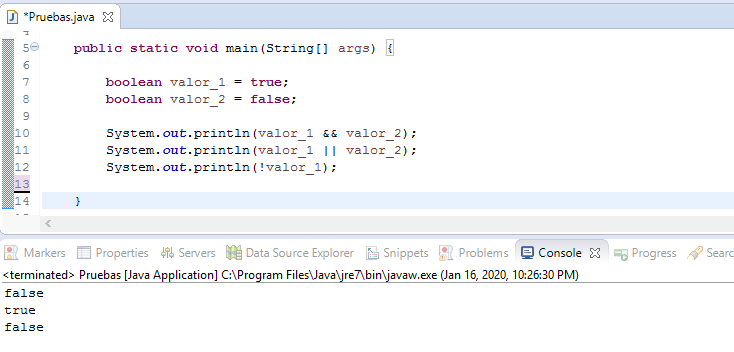 *Pruebas.java
5 public static void main(String[] args) {
6
7 boolean valor_1 = true;
8 boolean valor_2 = false;
9
10 System.out.println(valor_1 && valor_2);
11 System.out.println(valor_1 || valor_2);
12 System.out.println(!valor_1);
13
14 }
Markers Properties Servers Data Source Explorer Snippets Problems Console Progress Searc
<terminated> Pruebas [Java Application] C:\Program Files\Java\jre7\bin\javaw.exe (Jan 16, 2020, 10:26:30 PM)
false
true
false